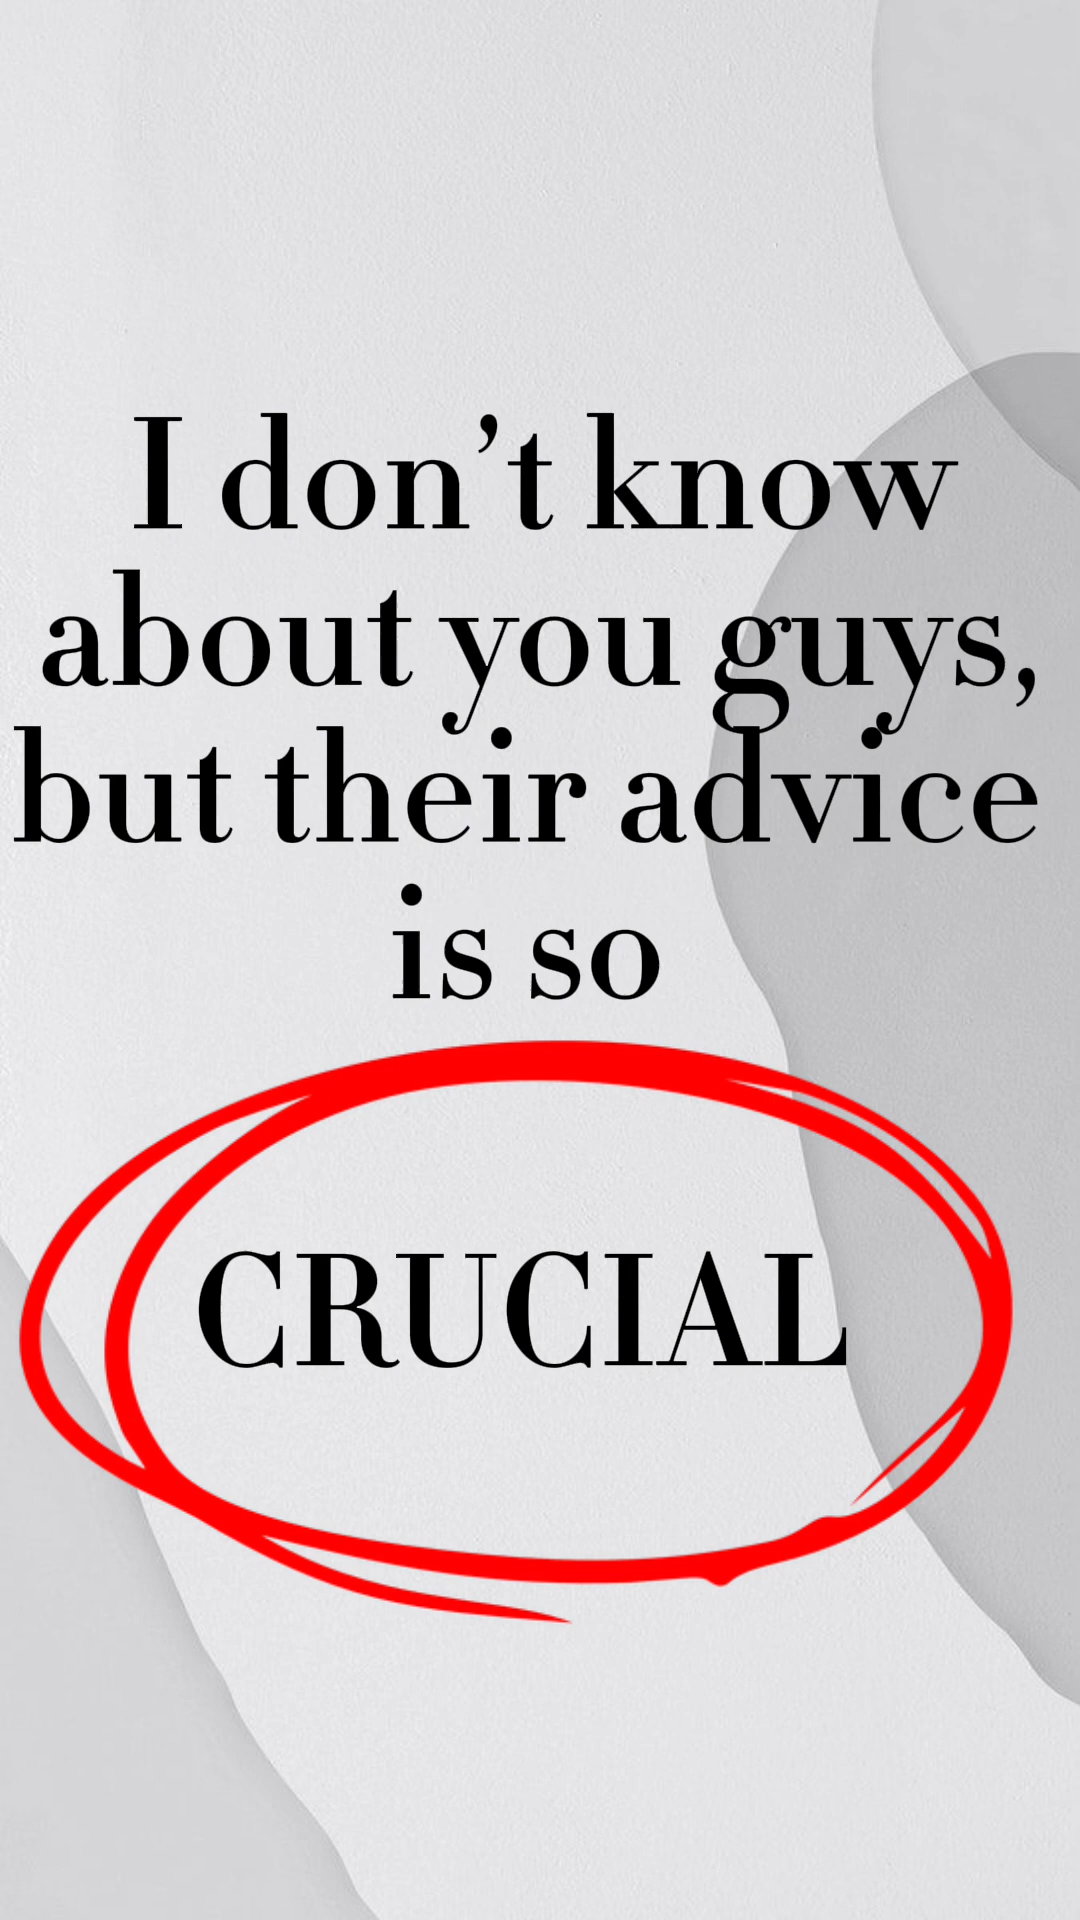 I don’t know
about you guys,
but their advice
is so
CRUCIAL